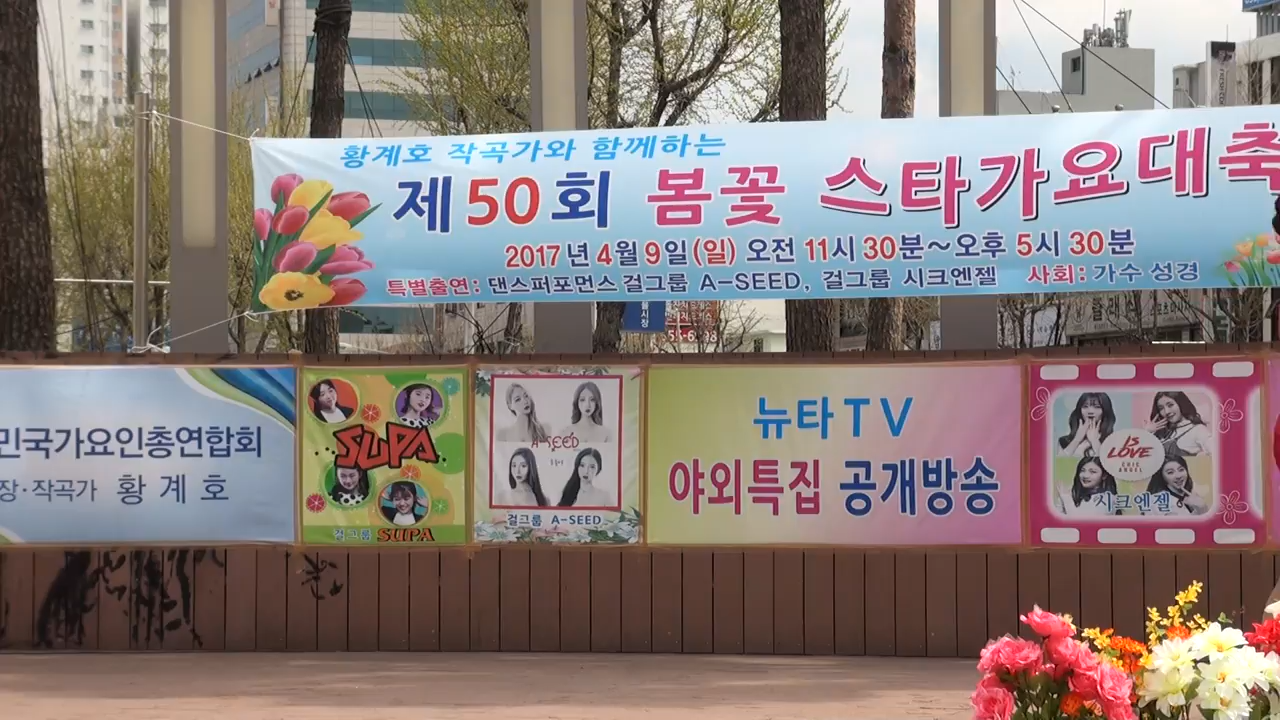 황계호 작곡가와 함께하는
제50회 봄꽃 스타가요대축
2017년 4월 9일(일) 오전 11시 30분~오후 5시 30분
특별출연: 댄스퍼포먼스 걸그룹 A-SEED, 걸그룹 시크엔젤 사회: 가수 성경
민국가요인총연합회
장·작곡가 황계호
SUPA
걸그룹 SUPA
A-SEED
걸그룹 A-SEED
뉴타TV
야외특집 공개방송
IS LOVE
CHIC ANGEL
시크엔젤